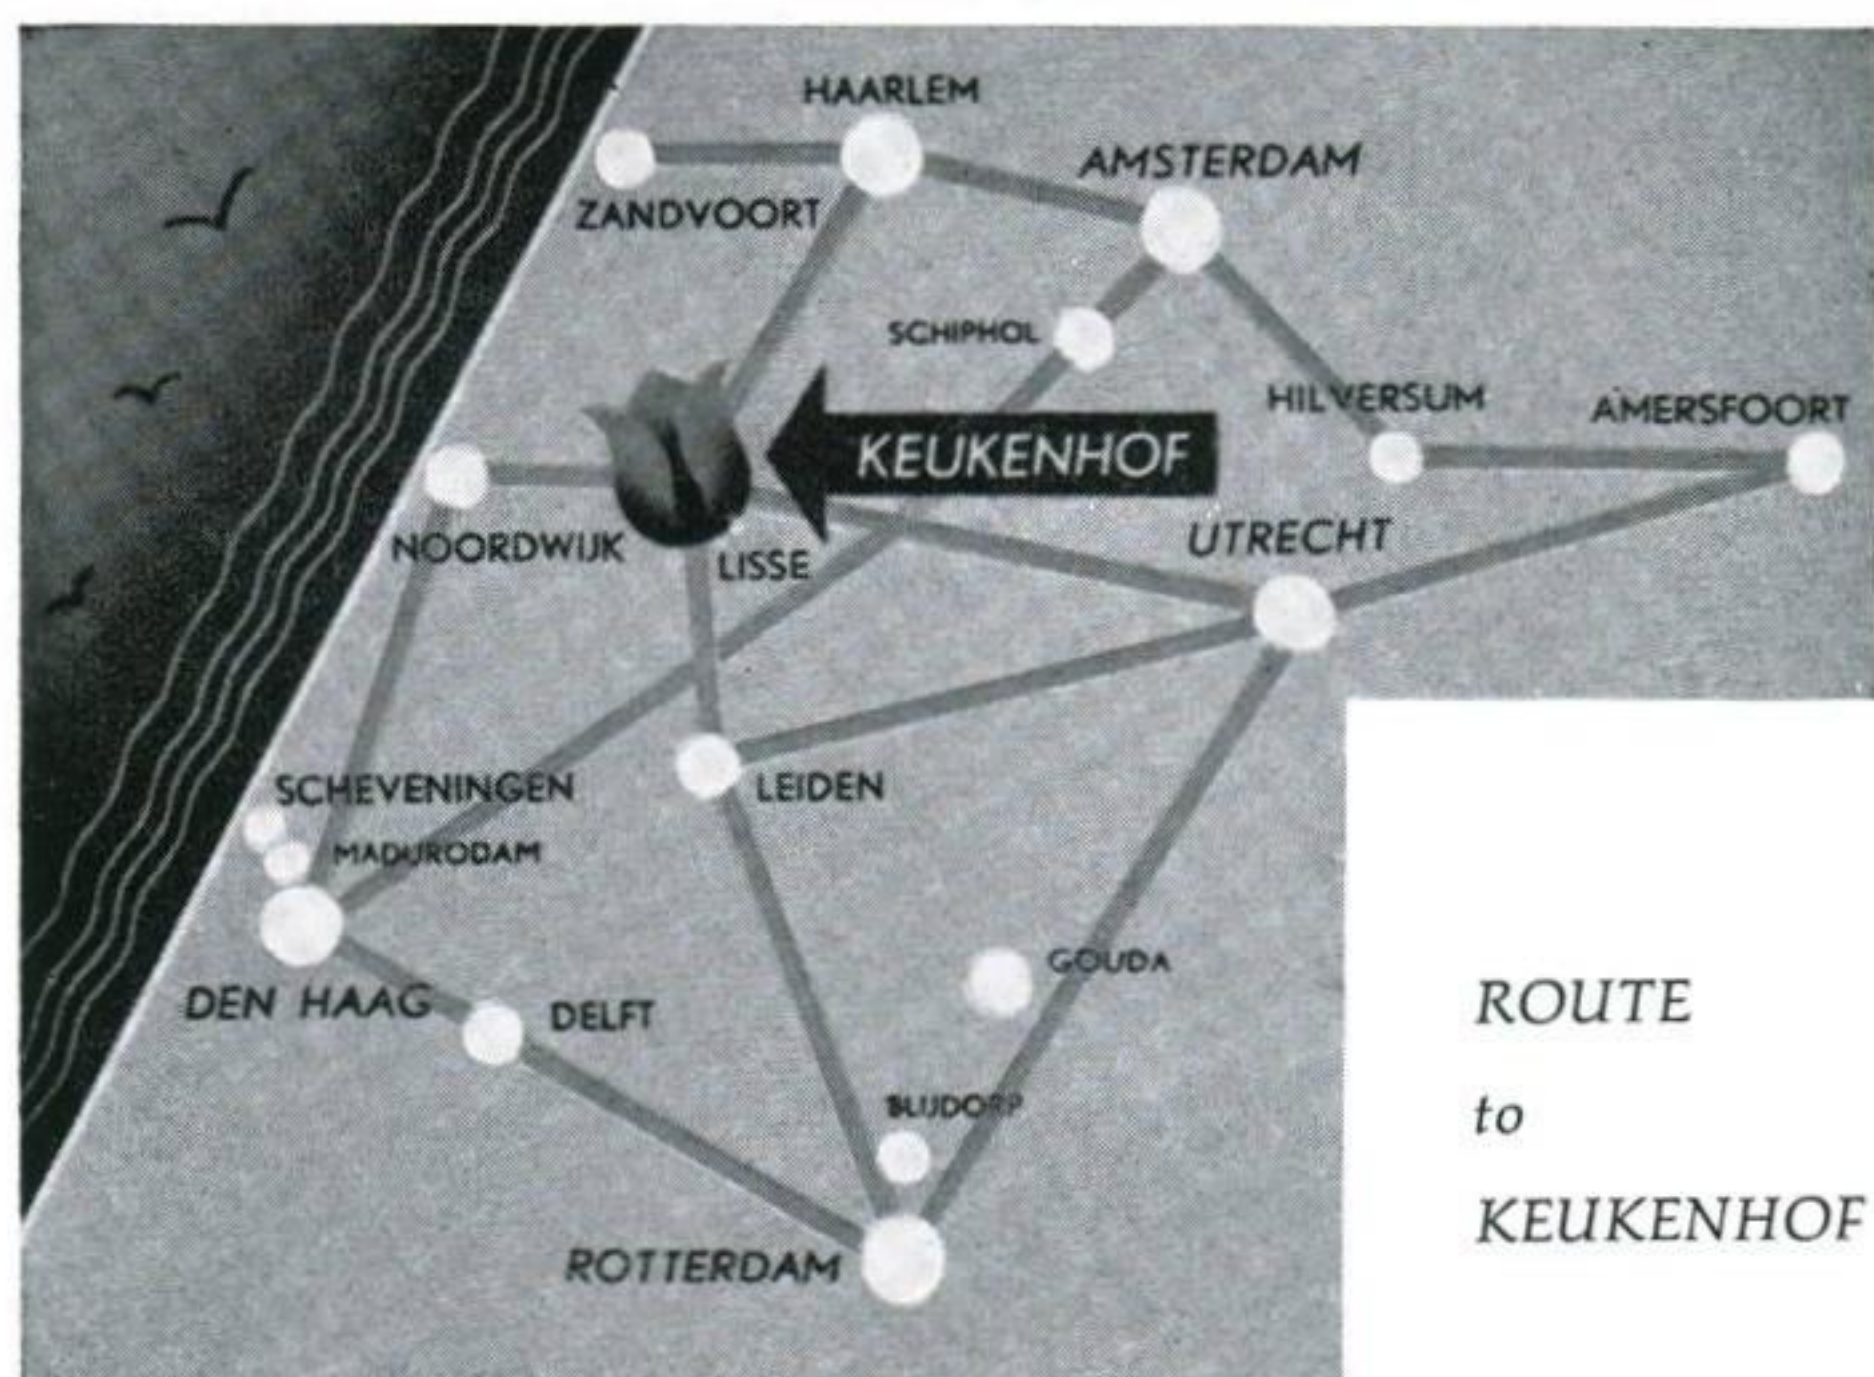 HAARLEM
AMSTERDAM
ZANDVOORT
SCHIPHOL
HILVERSUM
AMERSFOORT
KEUKENHOF
NOORDWIJK
LISSE
UTRECHT
SCHEVENINGEN
LEIDEN
MADURODAM
GOUDA
DEN HAAG
DELFT
BLIJDORP
ROTTERDAM
ROUTE
to
KEUKENHOF